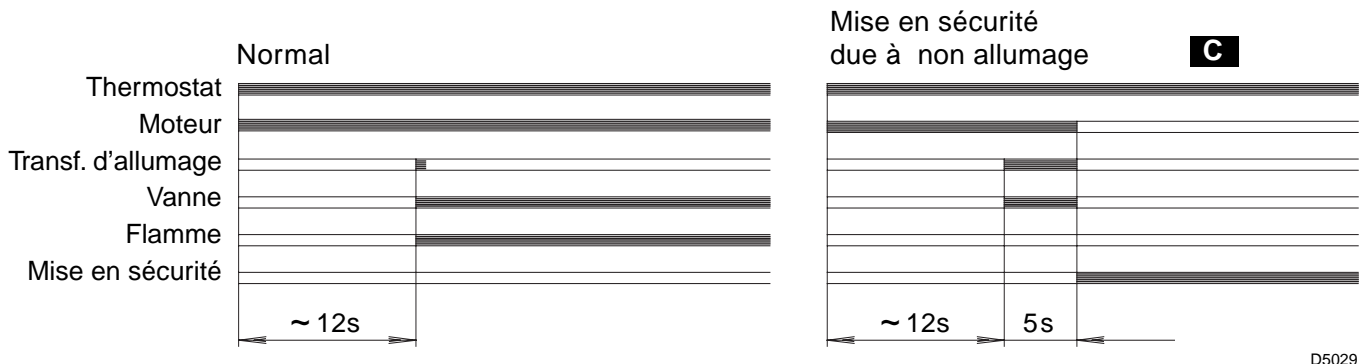 Normal
Mise en sécurité
due à non allumage
C
Thermostat
Moteur
Transf. d'allumage
Vanne
Flamme
Mise en sécurité
~ 12s
~ 12s
5s
D5029